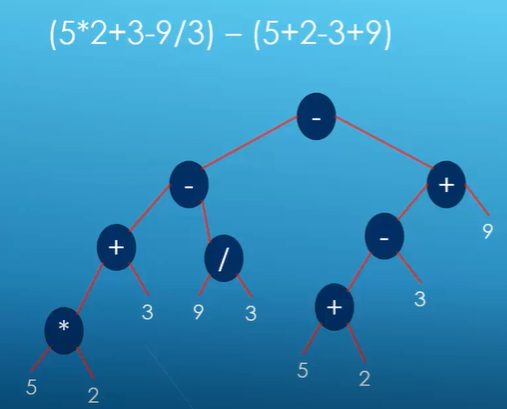 (5*2+3-9/3) – (5+2-3+9)
-
- +
+ / - 9
3 9 3 + 3
*
5 2 5 2